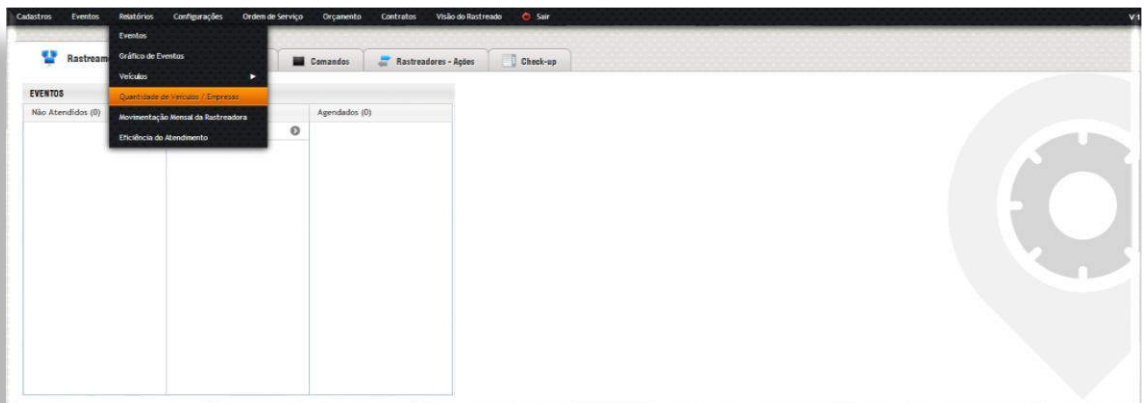 Cadastros Eventos Relatórios Configurações Ordem de Serviço Orçamento Contratos Visão do Rastreado Sair
Eventos
Gráfico de Eventos
Veículos
Quantidade de Veículos / Empresas
Movimentação Mensal da Rastreadora
Eficiência do Atendimento
Comandos Rastreadores - Ações Check-up
EVENTOS
Não Atendidos (0) Agendados (0)